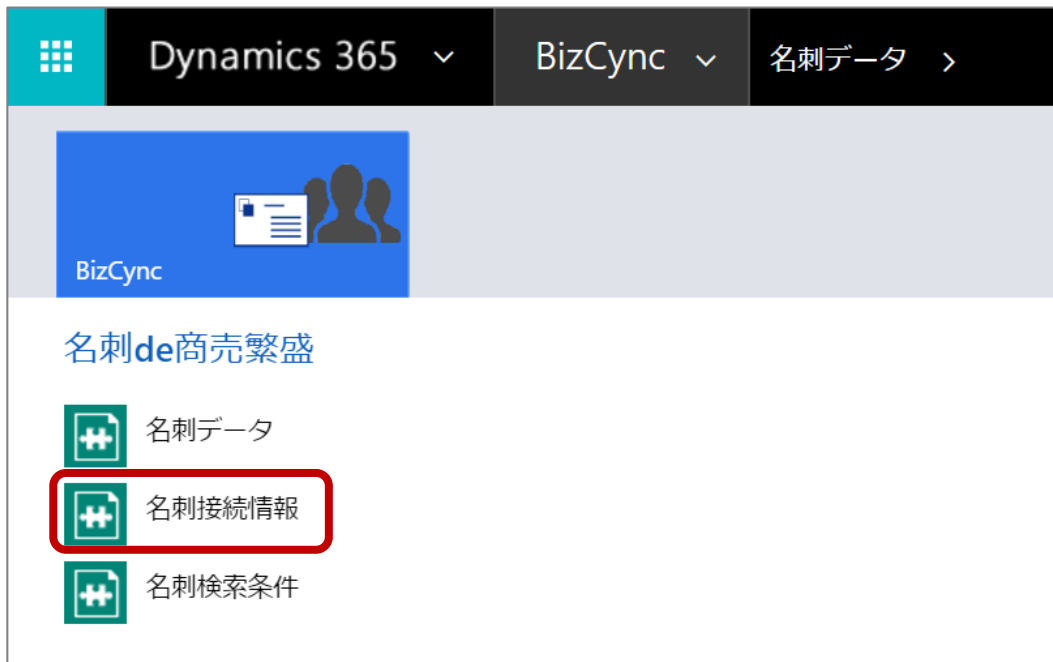 Dynamics 365 BizCync 名刺データ
BizCync
名刺de商売繁盛
名刺データ
名刺接続情報
名刺検索条件